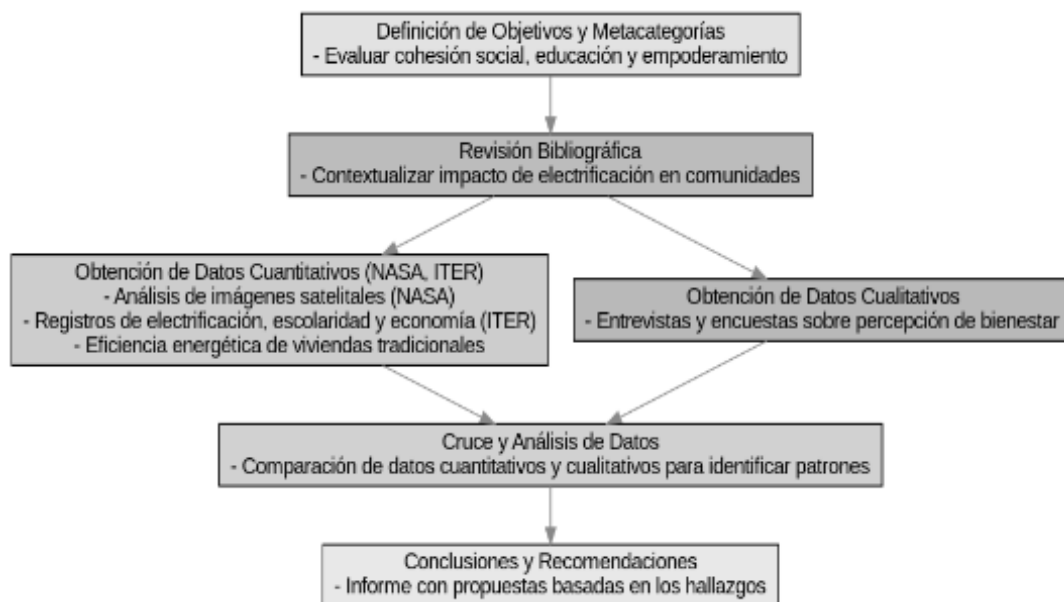 Definición de Objetivos y Metacategorías
- Evaluar cohesión social, educación y empoderamiento
Revisión Bibliográfica
- Contextualizar impacto de electrificación en comunidades
Obtención de Datos Cuantitativos (NASA, ITER)
- Análisis de imágenes satelitales (NASA)
- Registros de electrificación, escolaridad y economía (ITER)
- Eficiencia energética de viviendas tradicionales
Obtención de Datos Cualitativos
- Entrevistas y encuestas sobre percepción de bienestar
Cruce y Análisis de Datos
- Comparación de datos cuantitativos y cualitativos para identificar patrones
Conclusiones y Recomendaciones
- Informe con propuestas basadas en los hallazgos